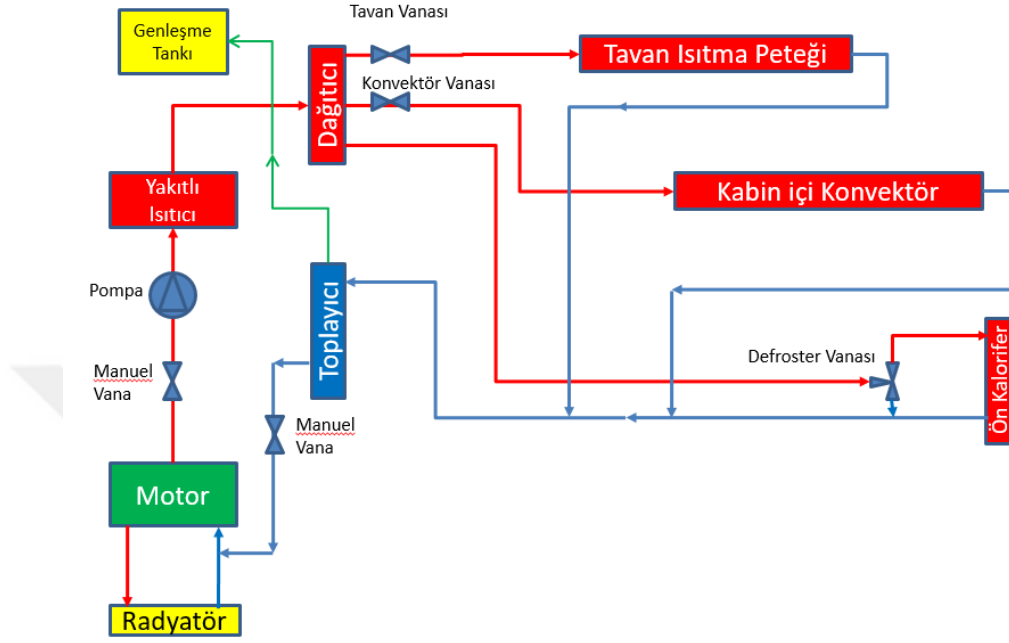 Tavan Vanası
Genleşme
Tankı
Tavan Isıtma Peteği
Dağıtıcı
Konvektör Vanası
Yakıtlı
Isıtıcı
Kabin içi Konvektör
Pompa
Toplayıcı
Ön Kalorifer
Defroster Vanası
Manuel
Vana
Manuel
Vana
Motor
Radyatör